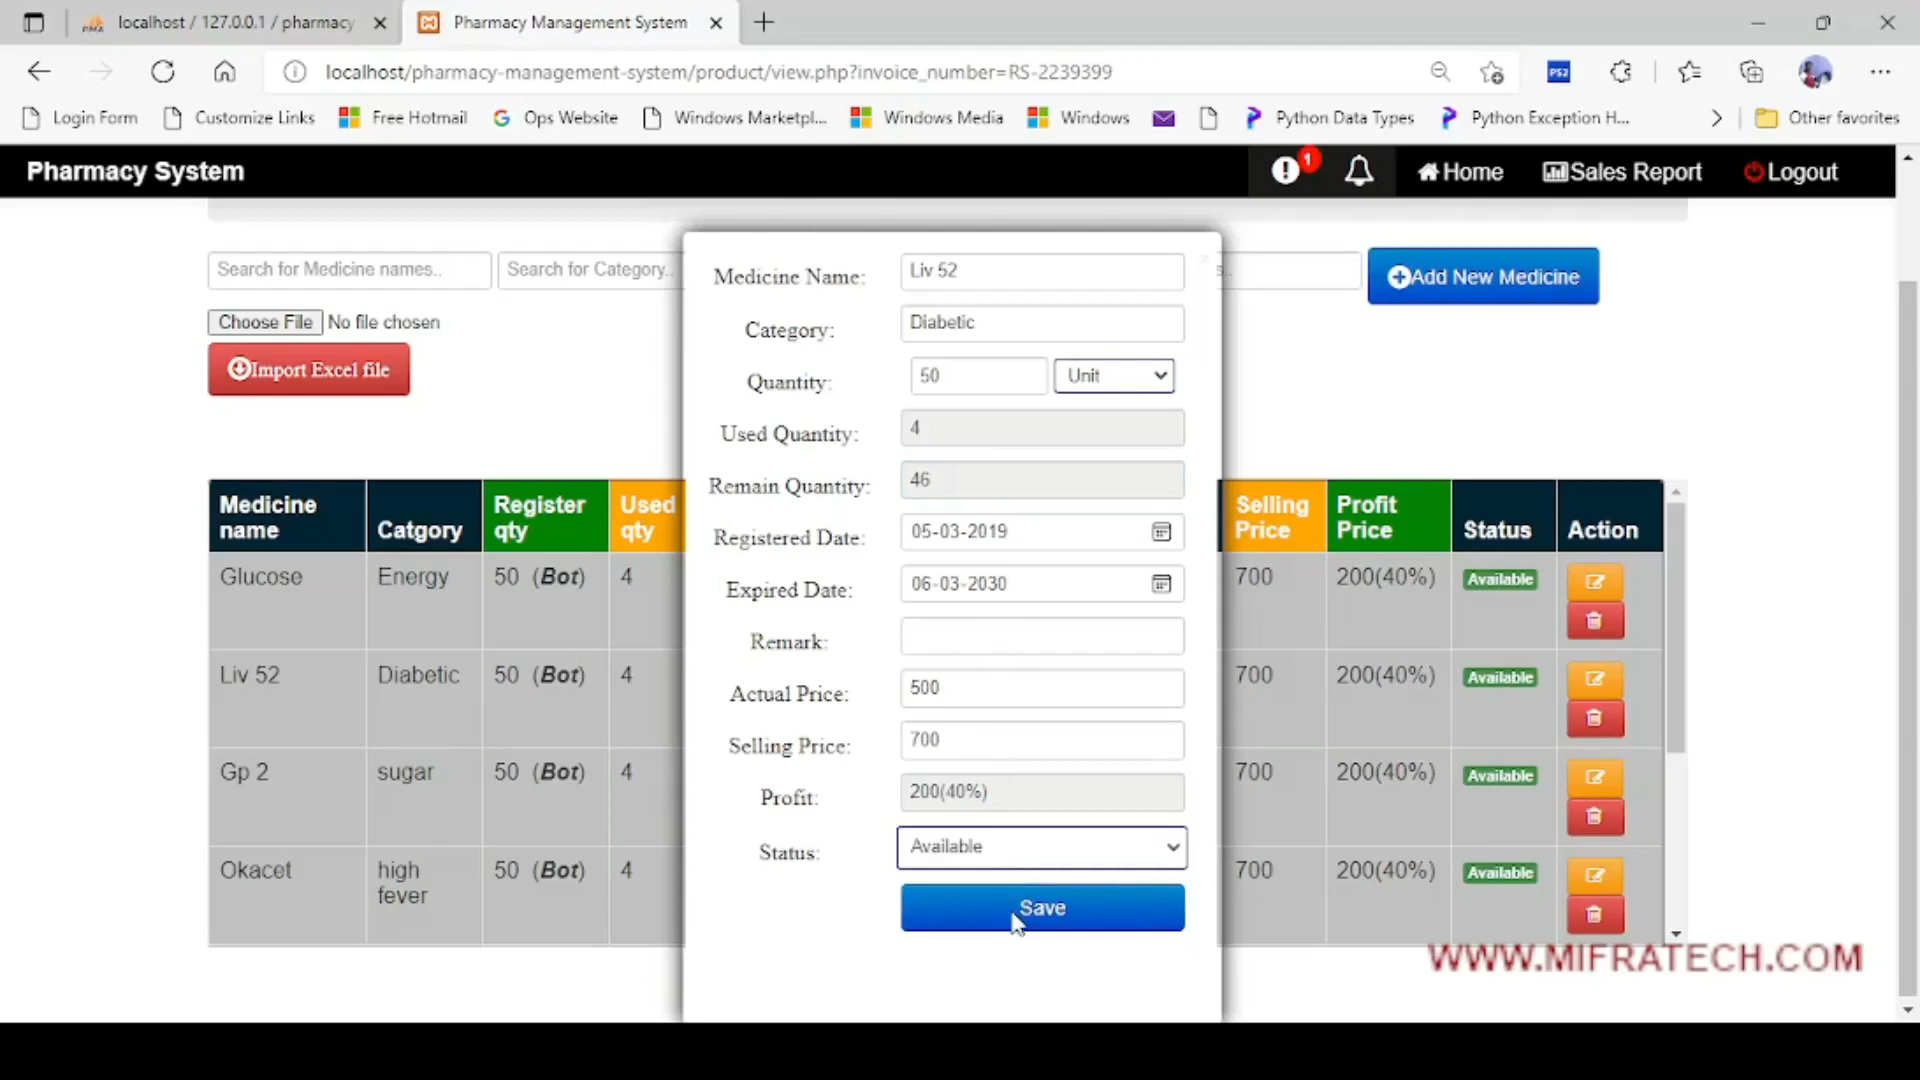 localhost / 127.0.0.1 / pharmacy
Pharmacy Management System
localhost/pharmacy-management-system/product/view.php?invoice_number=RS-2239399
Login Form
Customize Links
Free Hotmail
Ops Website
Windows Marketpl...
Windows Media
Windows
Python Data Types
Python Exception H...
Other favorites
Pharmacy System
1
Home
Sales Report
Logout
Search for Medicine names..
Search for Category..
s..
Add New Medicine
Choose File No file chosen
Import Excel file
Medicine Name: Liv 52
Category: Diabetic
Quantity: 50 Unit
Used Quantity: 4
Remain Quantity: 46
Registered Date: 05-03-2019
Expired Date: 06-03-2030
Remark:
Actual Price: 500
Selling Price: 700
Profit: 200(40%)
Status: Available
Save
Medicine name Catgory Register qty Used qty Selling Price Profit Price Status Action
Glucose Energy 50 (Bot) 4 700 200(40%) Available
Liv 52 Diabetic 50 (Bot) 4 700 200(40%) Available
Gp 2 sugar 50 (Bot) 4 700 200(40%) Available
Okacet high fever 50 (Bot) 4 700 200(40%) Available
WWW.MIFRATECH.COM